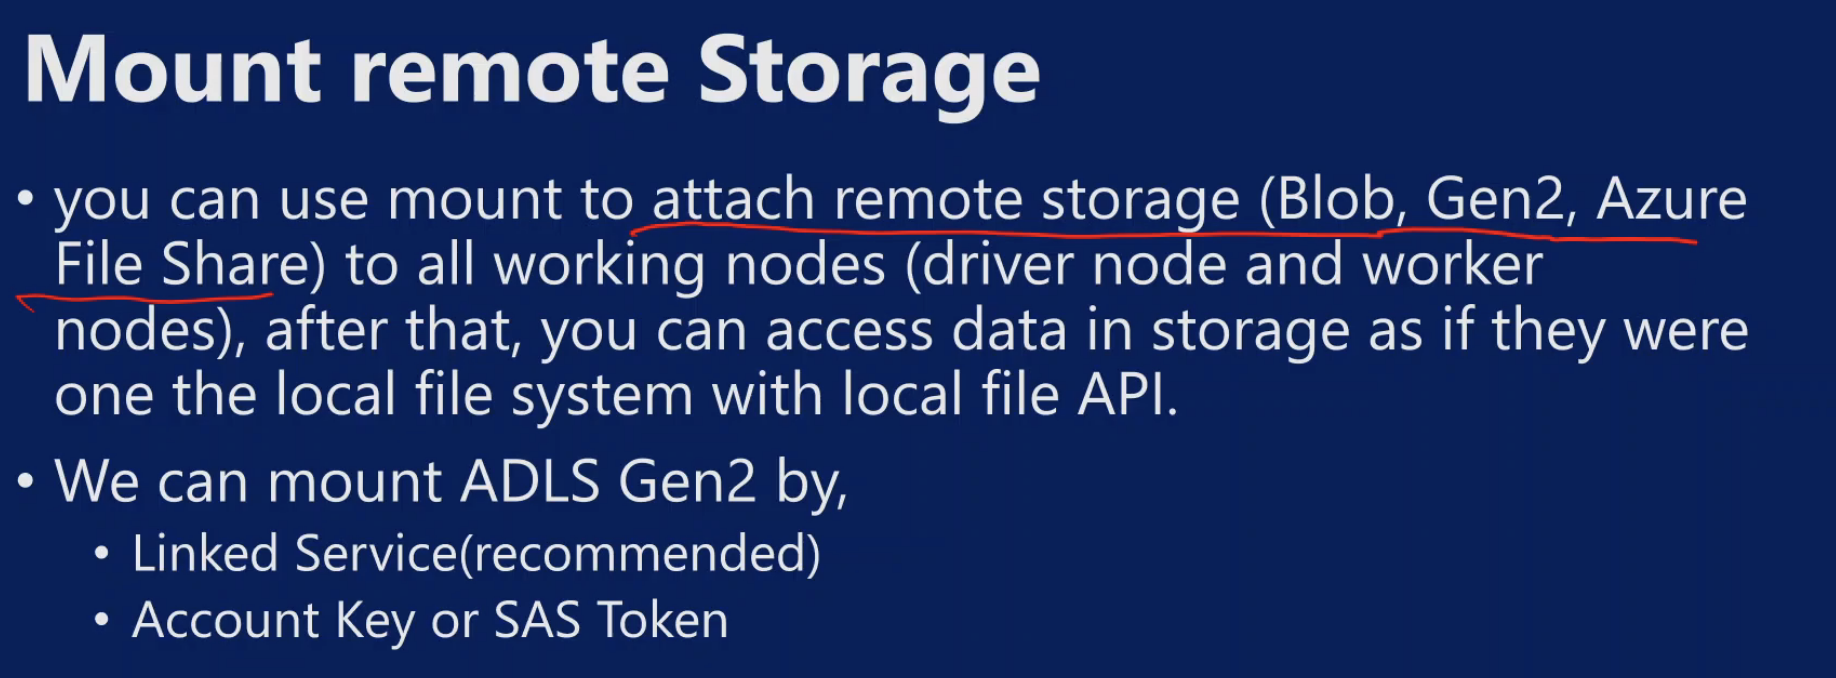 Mount remote Storage
• you can use mount to attach remote storage (Blob, Gen2, Azure
File Share) to all working nodes (driver node and worker
nodes), after that, you can access data in storage as if they were
one the local file system with local file API.
• We can mount ADLS Gen2 by,
• Linked Service(recommended)
• Account Key or SAS Token